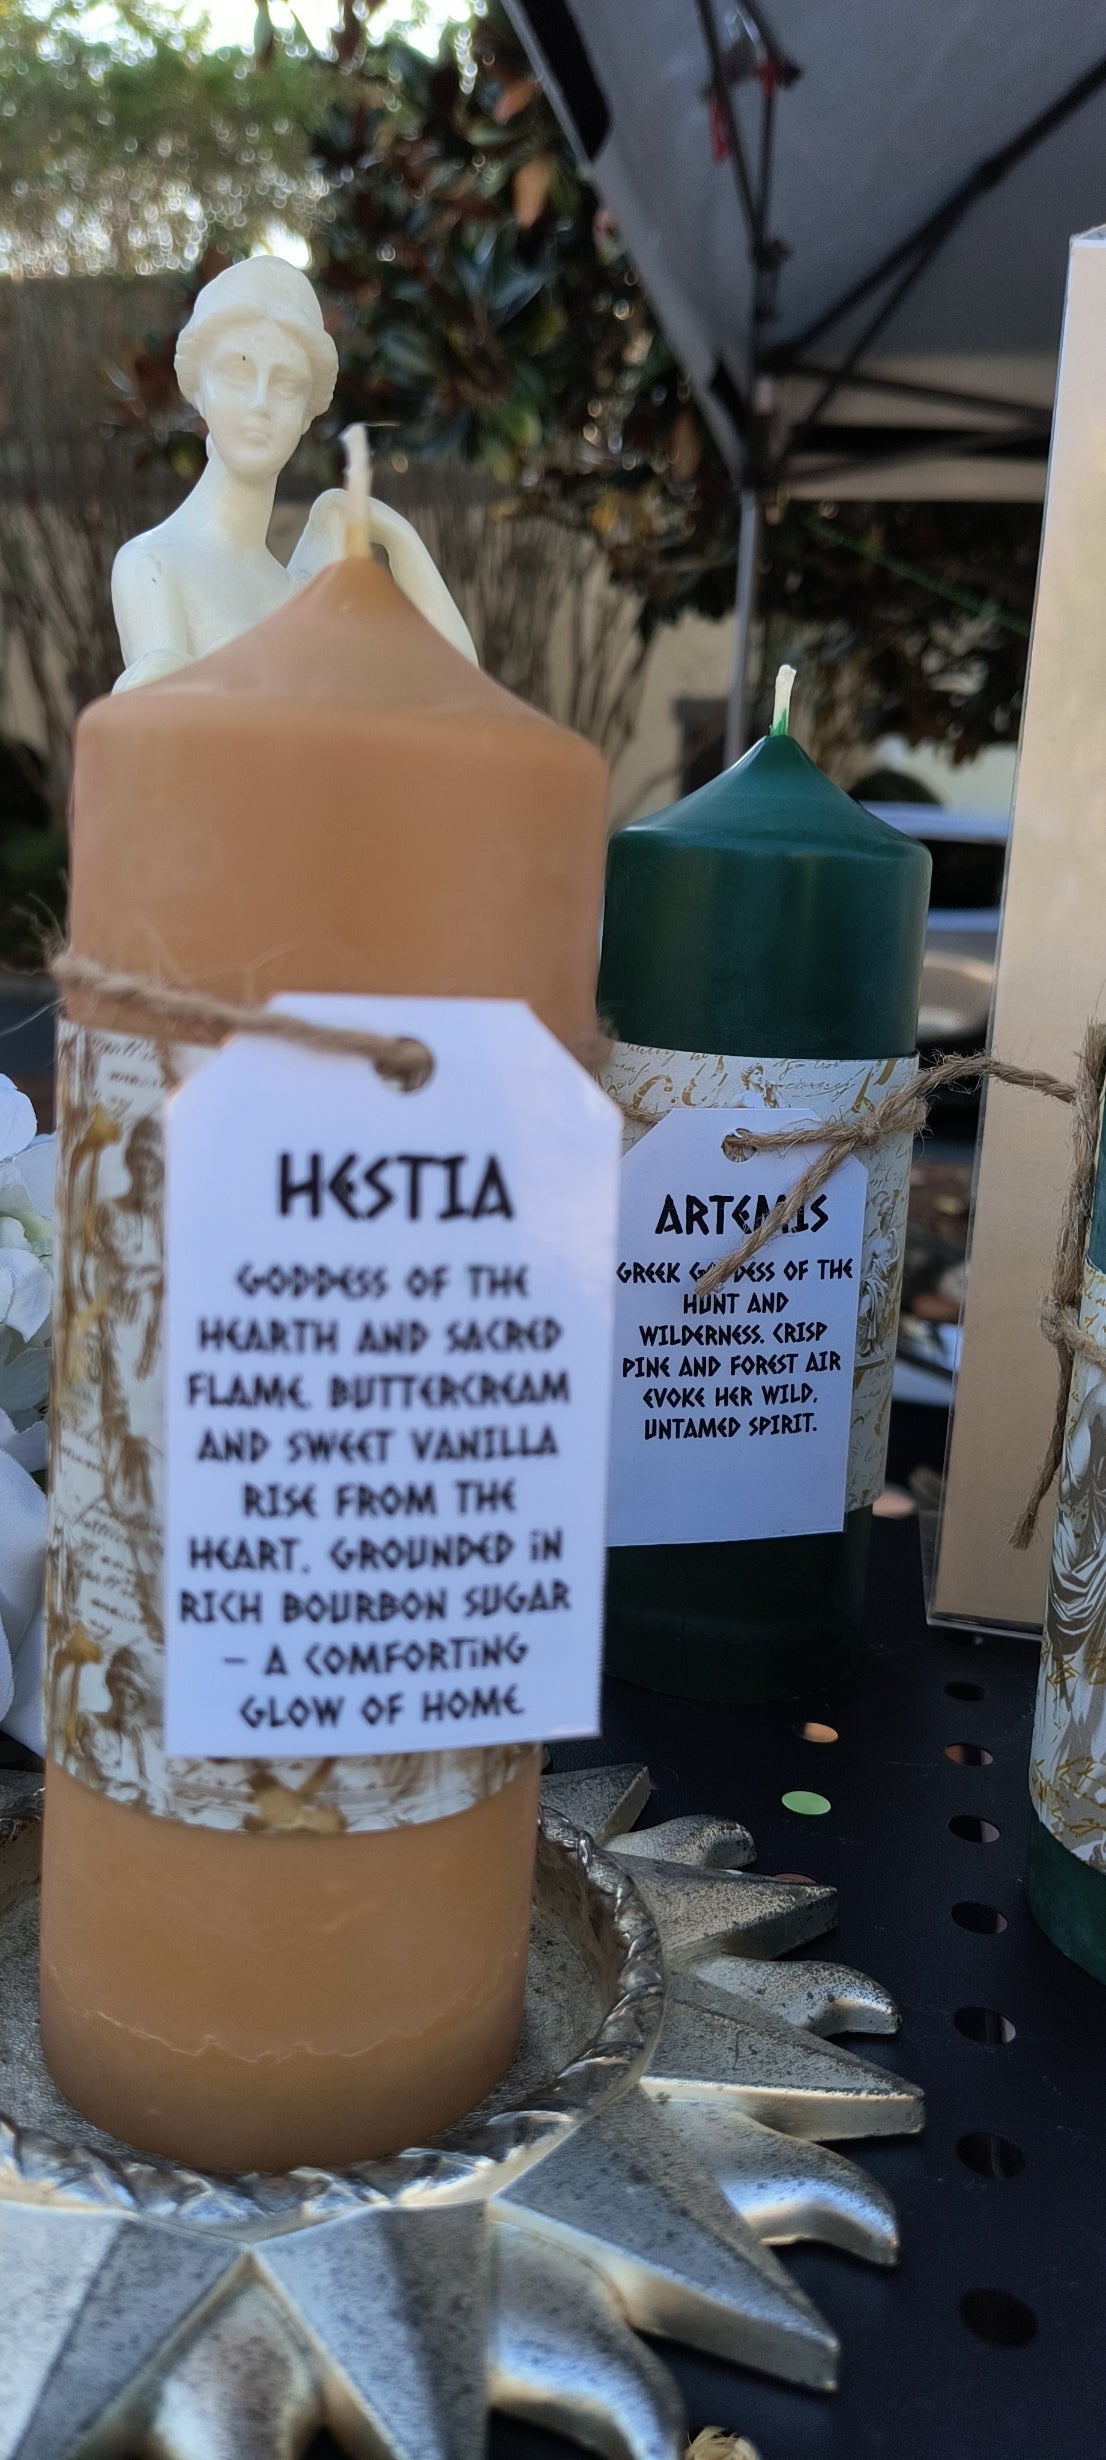 HESTIA
GODDESS OF THE
HEARTH AND SACRED
FLAME. BUTTERCREAM
AND SWEET VANILLA
RISE FROM THE
HEART, GROUNDED IN
RICH BOURBON SUGAR
– A COMFORTING
GLOW OF HOME
ARTEMIS
GREEK GODDESS OF THE
HUNT AND
WILDERNESS. CRISP
PINE AND FOREST AIR
EVOKE HER WILD,
UNTAMED SPIRIT.